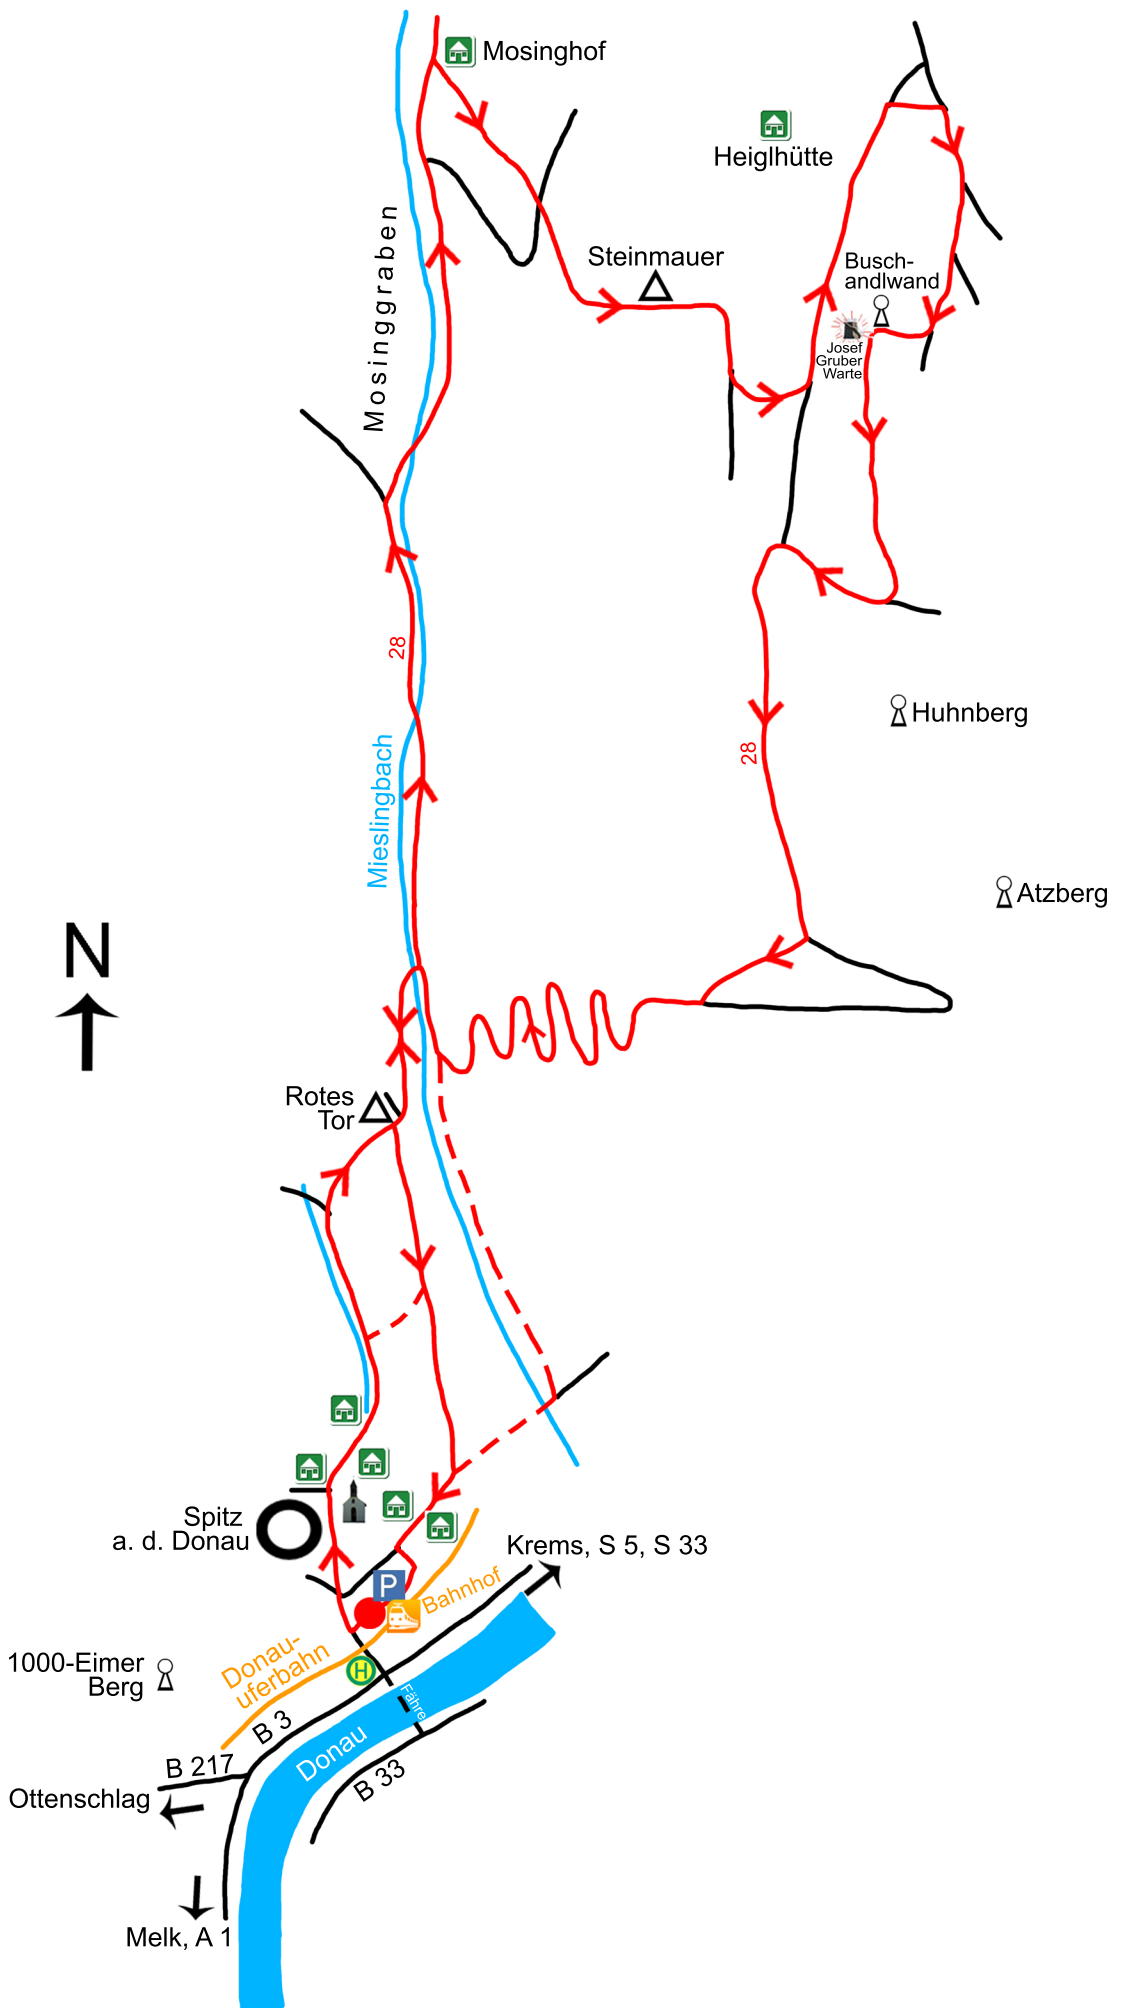 Mosinghof
Heiglhütte
Mosinggraben
Steinmauer
Busch-
andlwand
Josef
Gruber
Warte
28
Huhnberg
28
Mieslingbach
Atzberg
N
Rotes
Tor
Spitz
a. d. Donau
Krems, S 5, S 33
P
Bahnhof
Donau-
uferbahn
H
1000-Eimer
Berg
Fähre
B 3
Donau
B 217
B 33
Ottenschlag
Melk, A 1